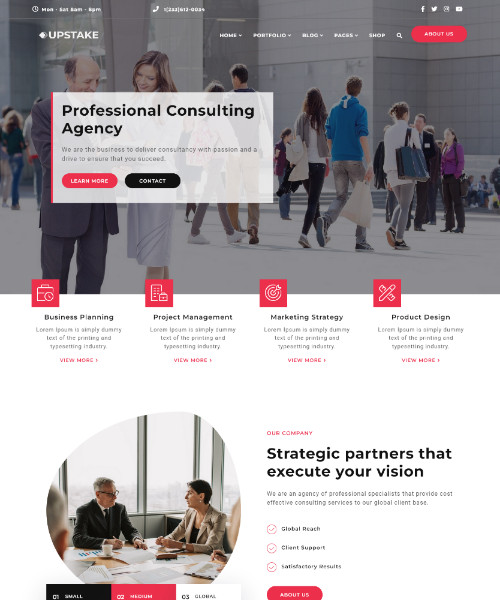 Mon - Sat 8am - 6pm
UPSTAKE
HOME PORTFOLIO BLOG PAGES SHOP
ABOUT US
Professional Consulting
Agency
We are the business to deliver consultancy with passion and a
drive to ensure that you succeed.
LEARN MORE CONTACT
Business Planning
Lorem Ipsum is simply dummy
text of the printing and
typesetting industry.
VIEW MORE
Project Management
Lorem Ipsum is simply dummy
text of the printing and
typesetting industry.
VIEW MORE
Marketing Strategy
Lorem Ipsum is simply dummy
text of the printing and
typesetting industry.
VIEW MORE
Product Design
Lorem Ipsum is simply dummy
text of the printing and
typesetting industry.
VIEW MORE
OUR COMPANY
Strategic partners that
execute your vision
We are an agency of professional specialists that provide cost
effective consulting services to our global client base.
Global Reach
Client Support
Satisfactory Results
ABOUT US
01 SMALL
02 MEDIUM
03 GLOBAL